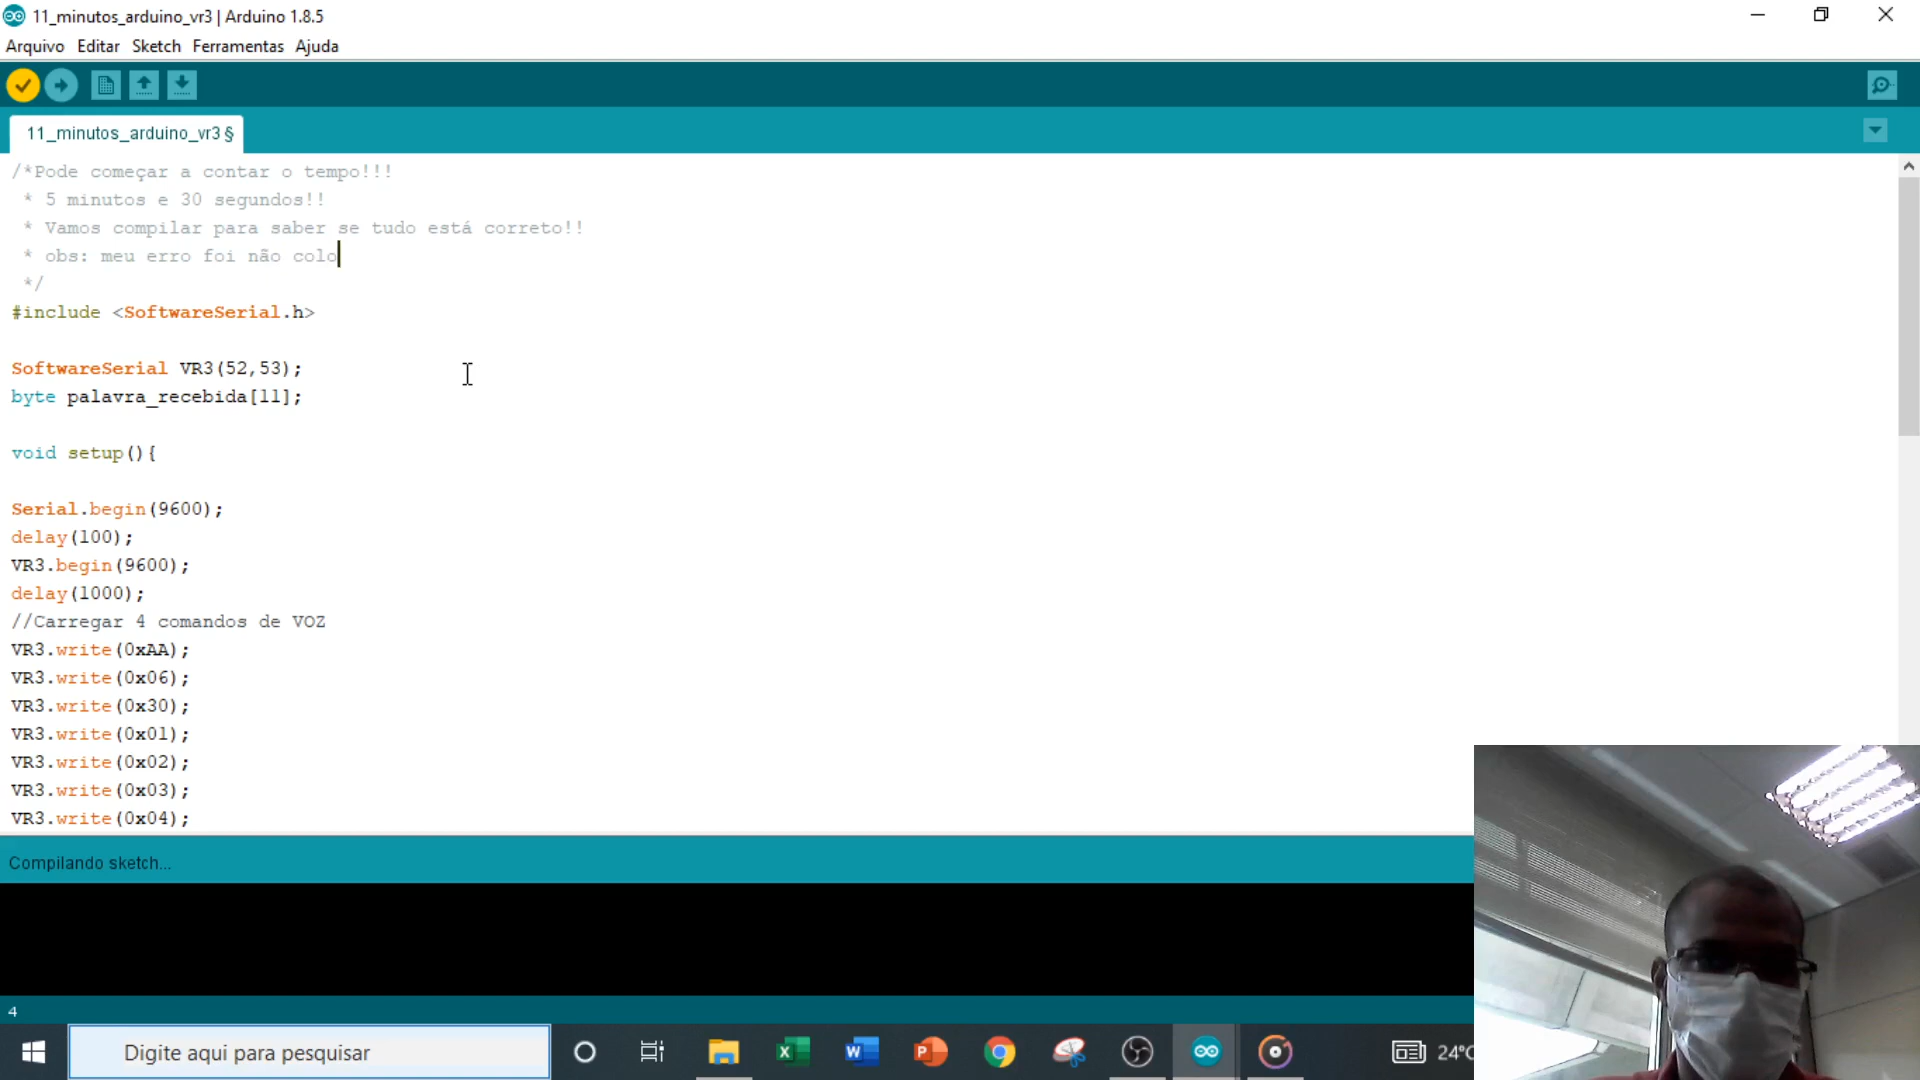 11_minutos_arduino_vr3 | Arduino 1.8.5
Arquivo Editar Sketch Ferramentas Ajuda
11_minutos_arduino_vr3 §
/*Pode começar a contar o tempo!!!
* 5 minutos e 30 segundos!!
* Vamos compilar para saber se tudo está correto!!
* obs: meu erro foi não colo
*/
#include <SoftwareSerial.h>
SoftwareSerial VR3(52,53);
byte palavra_recebida[11];
void setup(){
Serial.begin(9600);
delay(100);
VR3.begin(9600);
delay(1000);
//Carregar 4 comandos de VOZ
VR3.write(0xAA);
VR3.write(0x06);
VR3.write(0x30);
VR3.write(0x01);
VR3.write(0x02);
VR3.write(0x03);
VR3.write(0x04);
Compilando sketch...
4
Digite aqui para pesquisar
24°C